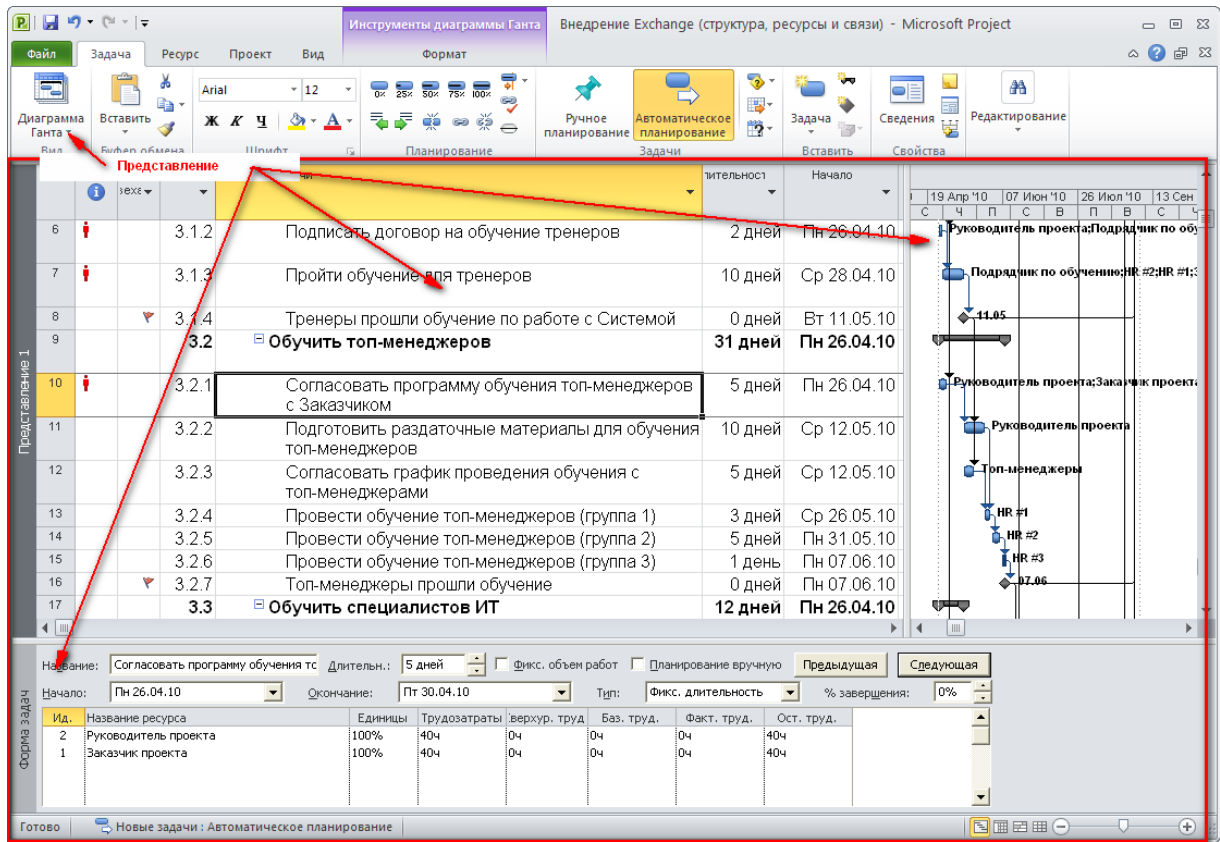 Инструменты диаграммы Ганта
Внедрение Exchange (структура, ресурсы и связи) - Microsoft Project
Файл Задача Ресурс Проект Вид Формат
Arial 12
0% 25% 50% 75% 100%
Диаграмма Ганта
Вставить
Ж К Ч
Ручное планирование
Автоматическое планирование
Задача
Сведения
Редактирование
Вид Буфер обмена Шрифт Планирование Задачи Вставить Свойства
Представление
Начало
19 Апр '10 07 Июн '10 26 Июл '10 13 Сен
С Ч П С В П В С Ч
6 3.1.2 Подписать договор на обучение тренеров 2 дней Пн 26.04.10 Руководитель проекта;Подрядчик по обу
7 3.1.3 Пройти обучение для тренеров 10 дней Ср 28.04.10 Подрядчик по обучению;HR #2;HR #1;
8 3.1.4 Тренеры прошли обучение по работе с Системой 0 дней Вт 11.05.10 11.05
9 3.2 Обучить топ-менеджеров 31 дней Пн 26.04.10
10 3.2.1 Согласовать программу обучения топ-менеджеров 5 дней Пн 26.04.10 Руководитель проекта;Заказчик проекта
с Заказчиком
11 3.2.2 Подготовить раздаточные материалы для обучения 10 дней Ср 12.05.10 Руководитель проекта
топ-менеджеров
12 3.2.3 Согласовать график проведения обучения с 5 дней Ср 12.05.10 Топ-менеджеры
топ-менеджерами
13 3.2.4 Провести обучение топ-менеджеров (группа 1) 3 дней Ср 26.05.10 HR #1
14 3.2.5 Провести обучение топ-менеджеров (группа 2) 5 дней Пн 31.05.10 HR #2
15 3.2.6 Провести обучение топ-менеджеров (группа 3) 1 день Пн 07.06.10 HR #3
16 3.2.7 Топ-менеджеры прошли обучение 0 дней Пн 07.06.10 07.06
17 3.3 Обучить специалистов ИТ 12 дней Пн 26.04.10
Представление 1
Название: Согласовать программу обучения тс Длительн.: 5 дней Фикс. объем работ Планирование вручную Предыдущая Следующая
Начало: Пн 26.04.10 Окончание: Пт 30.04.10 Тип: Фикс. длительность % завершения: 0%
Ид. Название ресурса Единицы Трудозатраты верхур. труд Баз. труд. Факт. труд. Ост. труд.
2 Руководитель проекта 100% 40ч 0ч 0ч 0ч 40ч
1 Заказчик проекта 100% 40ч 0ч 0ч 0ч 40ч
Форма задач
Готово Новые задачи : Автоматическое планирование